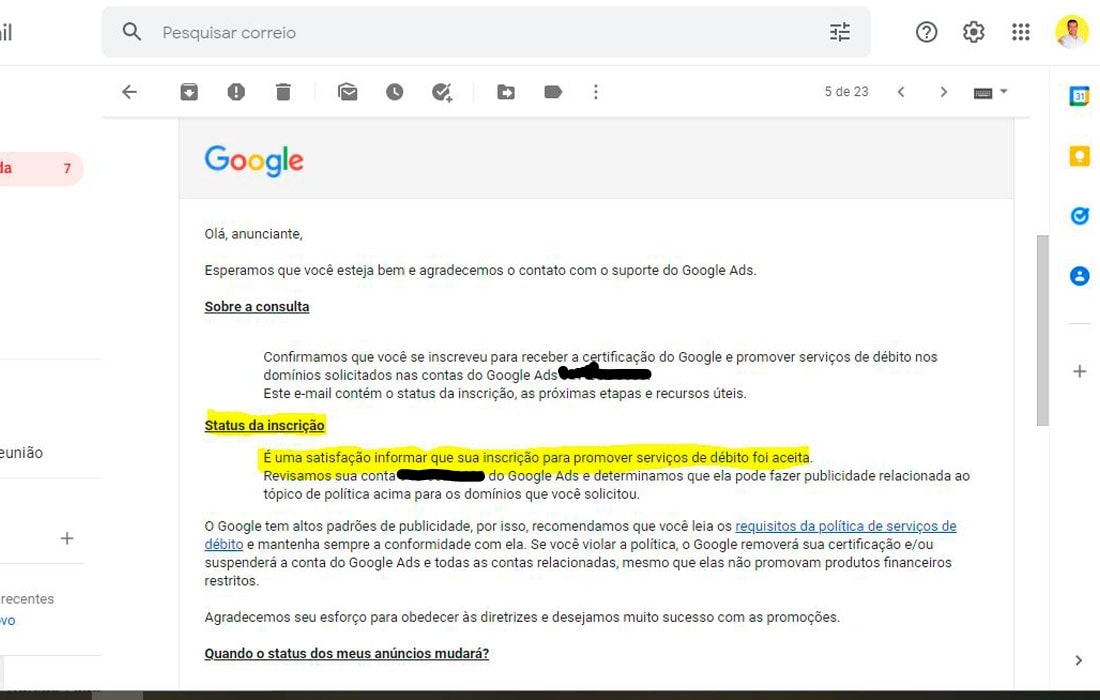 il
Pesquisar correio
5 de 23
31
da 7
Google
Olá, anunciante,
Esperamos que você esteja bem e agradecemos o contato com o suporte do Google Ads.
Sobre a consulta
Confirmamos que você se inscreveu para receber a certificação do Google e promover serviços de débito nos
domínios solicitados nas contas do Google Ads
Este e-mail contém o status da inscrição, as próximas etapas e recursos úteis.
Status da inscrição
É uma satisfação informar que sua inscrição para promover serviços de débito foi aceita.
Revisamos sua conta do Google Ads e determinamos que ela pode fazer publicidade relacionada ao
tópico de política acima para os domínios que você solicitou.
eunião
O Google tem altos padrões de publicidade, por isso, recomendamos que você leia os requisitos da política de serviços de
débito e mantenha sempre a conformidade com ela. Se você violar a política, o Google removerá sua certificação e/ou
suspenderá a conta do Google Ads e todas as contas relacionadas, mesmo que elas não promovam produtos financeiros
restritos.
recentes
ovo
Agradecemos seu esforço para obedecer às diretrizes e desejamos muito sucesso com as promoções.
Quando o status dos meus anúncios mudará?